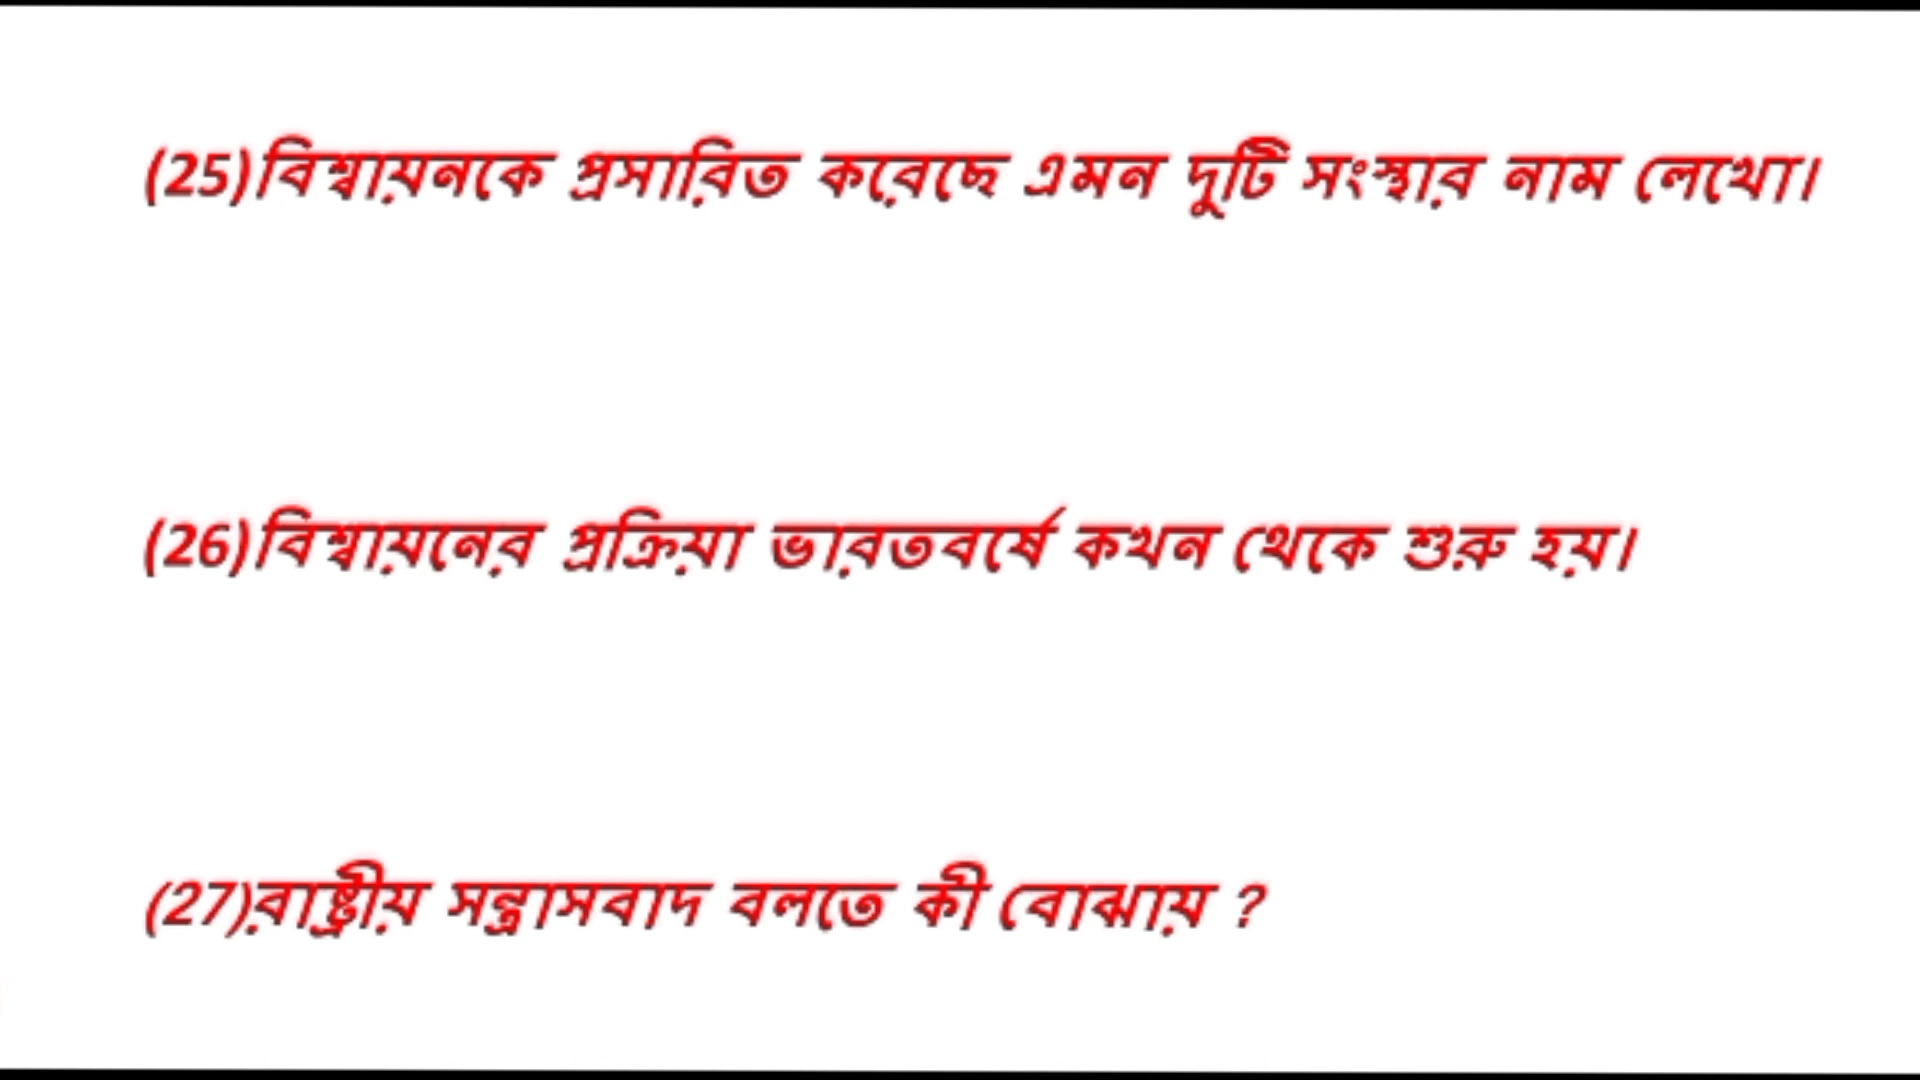 (25)বিশ্বায়নকে প্রসারিত করেছে এমন দুটি সংস্থার নাম লেখো।
(26)বিশ্বায়নের প্রক্রিয়া ভারতবর্ষে কখন থেকে শুরু হয়।
(27)রাষ্ট্রীয় সন্ত্রাসবাদ বলতে কী বোঝায় ?